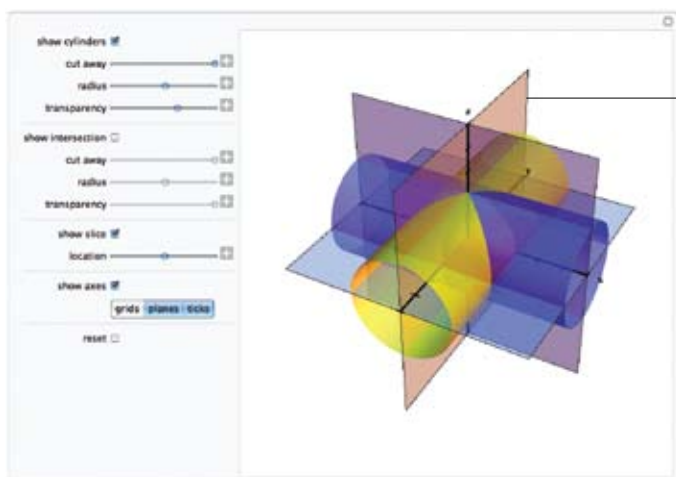 show cylinders
cut away
radius
transparency
show intersection
cut away
radius
transparency
show slice
location
show axes
grids planes ticks
reset